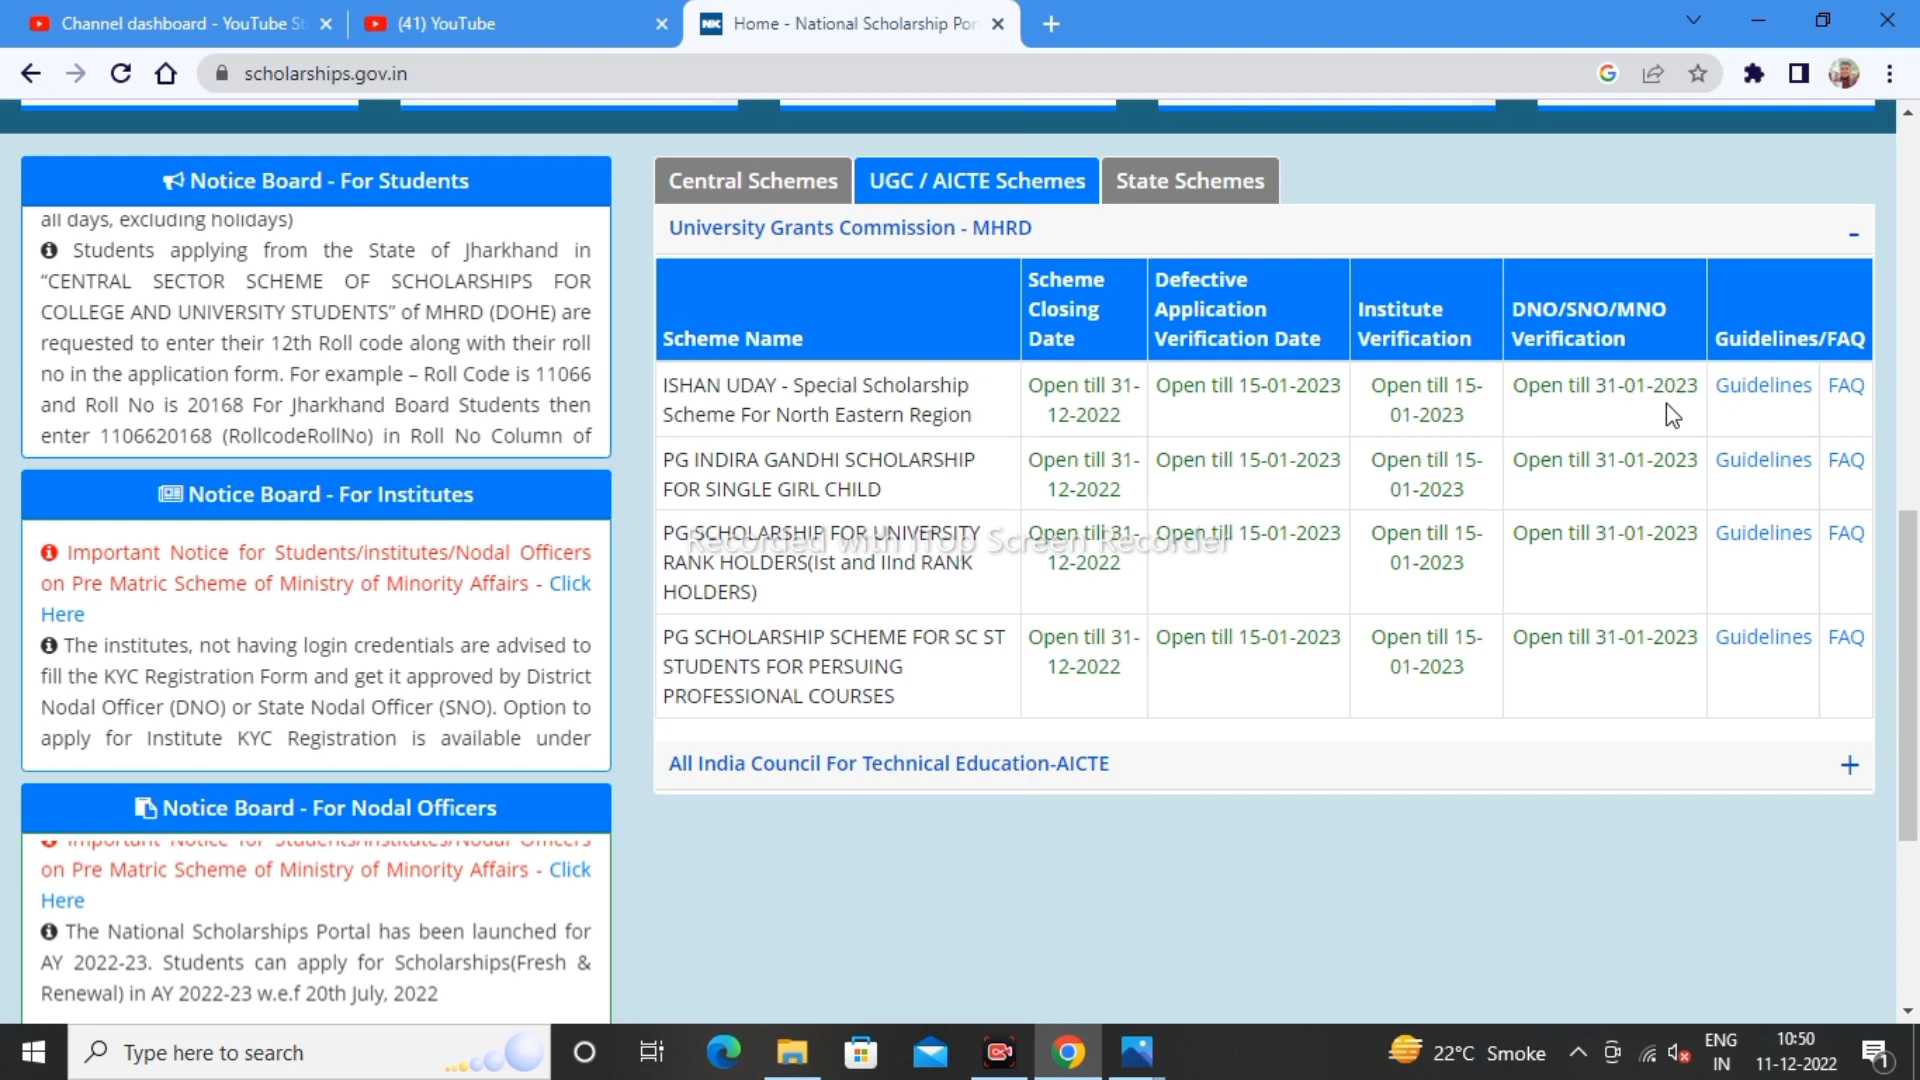 Channel dashboard - YouTube St
(41) YouTube
Home - National Scholarship Por
scholarships.gov.in
Notice Board - For Students
all days, excluding holidays)
Students applying from the State of Jharkhand in
“CENTRAL SECTOR SCHEME OF SCHOLARSHIPS FOR
COLLEGE AND UNIVERSITY STUDENTS” of MHRD (DOHE) are
requested to enter their 12th Roll code along with their roll
no in the application form. For example – Roll Code is 11066
and Roll No is 20168 For Jharkhand Board Students then
enter 1106620168 (RollcodeRollNo) in Roll No Column of
Notice Board - For Institutes
Important Notice for Students/institutes/Nodal Officers
on Pre Matric Scheme of Ministry of Minority Affairs - Click
Here
The institutes, not having login credentials are advised to
fill the KYC Registration Form and get it approved by District
Nodal Officer (DNO) or State Nodal Officer (SNO). Option to
apply for Institute KYC Registration is available under
Notice Board - For Nodal Officers
Important Notice for Students/institutes/Nodal Officers
on Pre Matric Scheme of Ministry of Minority Affairs - Click
Here
The National Scholarships Portal has been launched for
AY 2022-23. Students can apply for Scholarships(Fresh &
Renewal) in AY 2022-23 w.e.f 20th July, 2022
Central Schemes
UGC / AICTE Schemes
State Schemes
University Grants Commission - MHRD
Scheme Name
Scheme
Closing
Date
Defective
Application
Verification Date
Institute
Verification
DNO/SNO/MNO
Verification
Guidelines/FAQ
ISHAN UDAY - Special Scholarship
Scheme For North Eastern Region
Open till 31-
12-2022
Open till 15-01-2023
Open till 15-
01-2023
Open till 31-01-2023
Guidelines
FAQ
PG INDIRA GANDHI SCHOLARSHIP
FOR SINGLE GIRL CHILD
Open till 31-
12-2022
Open till 15-01-2023
Open till 15-
01-2023
Open till 31-01-2023
Guidelines
FAQ
PG SCHOLARSHIP FOR UNIVERSITY
RANK HOLDERS(Ist and IInd RANK
HOLDERS)
Open till 31-
12-2022
Open till 15-01-2023
Open till 15-
01-2023
Open till 31-01-2023
Guidelines
FAQ
Recorded with iTop Screen Recorder
PG SCHOLARSHIP SCHEME FOR SC ST
STUDENTS FOR PERSUING
PROFESSIONAL COURSES
Open till 31-
12-2022
Open till 15-01-2023
Open till 15-
01-2023
Open till 31-01-2023
Guidelines
FAQ
All India Council For Technical Education-AICTE
Type here to search
22°C Smoke
ENG
IN
10:50
11-12-2022
1